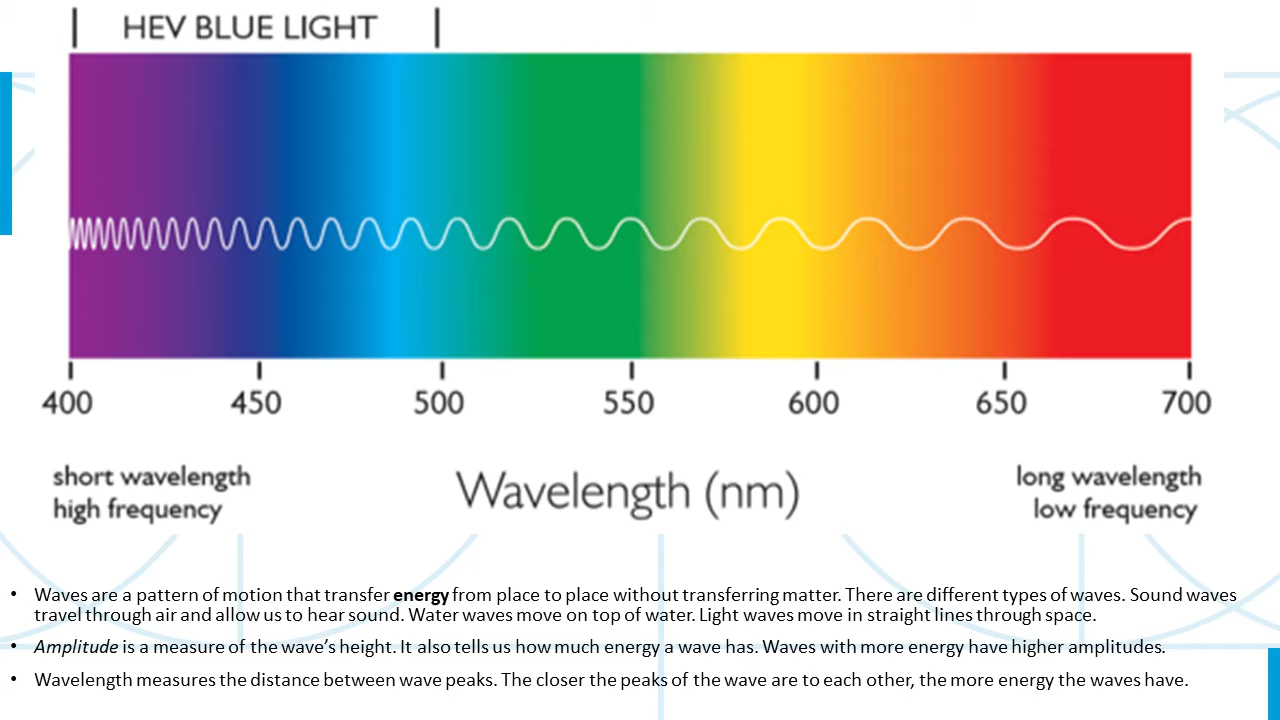 HEV BLUE LIGHT
400 450 500 550 600 650 700
short wavelength
high frequency
Wavelength (nm)
long wavelength
low frequency
• Waves are a pattern of motion that transfer energy from place to place without transferring matter. There are different types of waves. Sound waves
travel through air and allow us to hear sound. Water waves move on top of water. Light waves move in straight lines through space.
• Amplitude is a measure of the wave’s height. It also tells us how much energy a wave has. Waves with more energy have higher amplitudes.
• Wavelength measures the distance between wave peaks. The closer the peaks of the wave are to each other, the more energy the waves have.